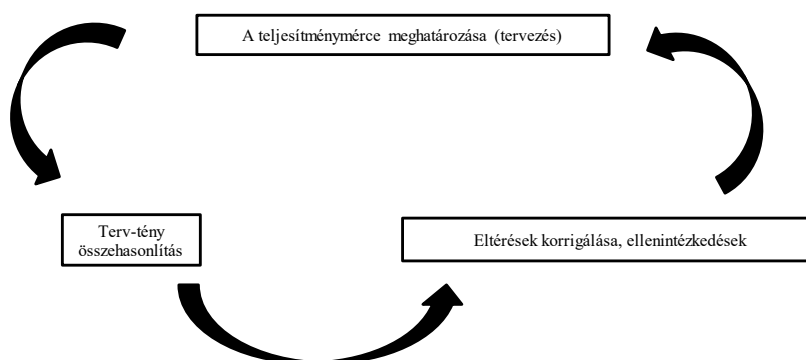 A teljesítménymérce meghatározása (tervezés)
Terv-tény
összehasonlítás
Eltérések korrigálása, ellenintézkedések